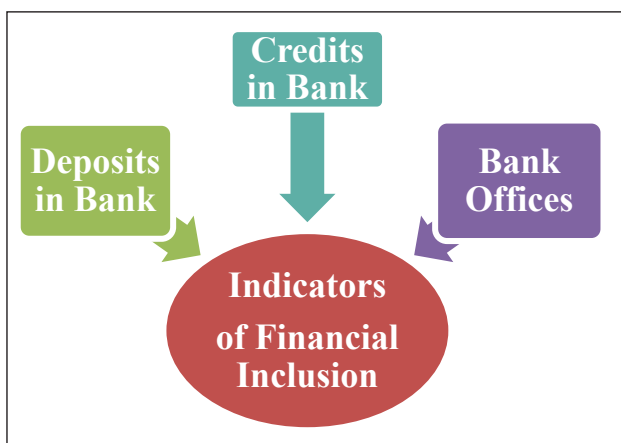 Credits
in Bank
Deposits
in Bank
Bank
Offices
Indicators
of Financial
Inclusion